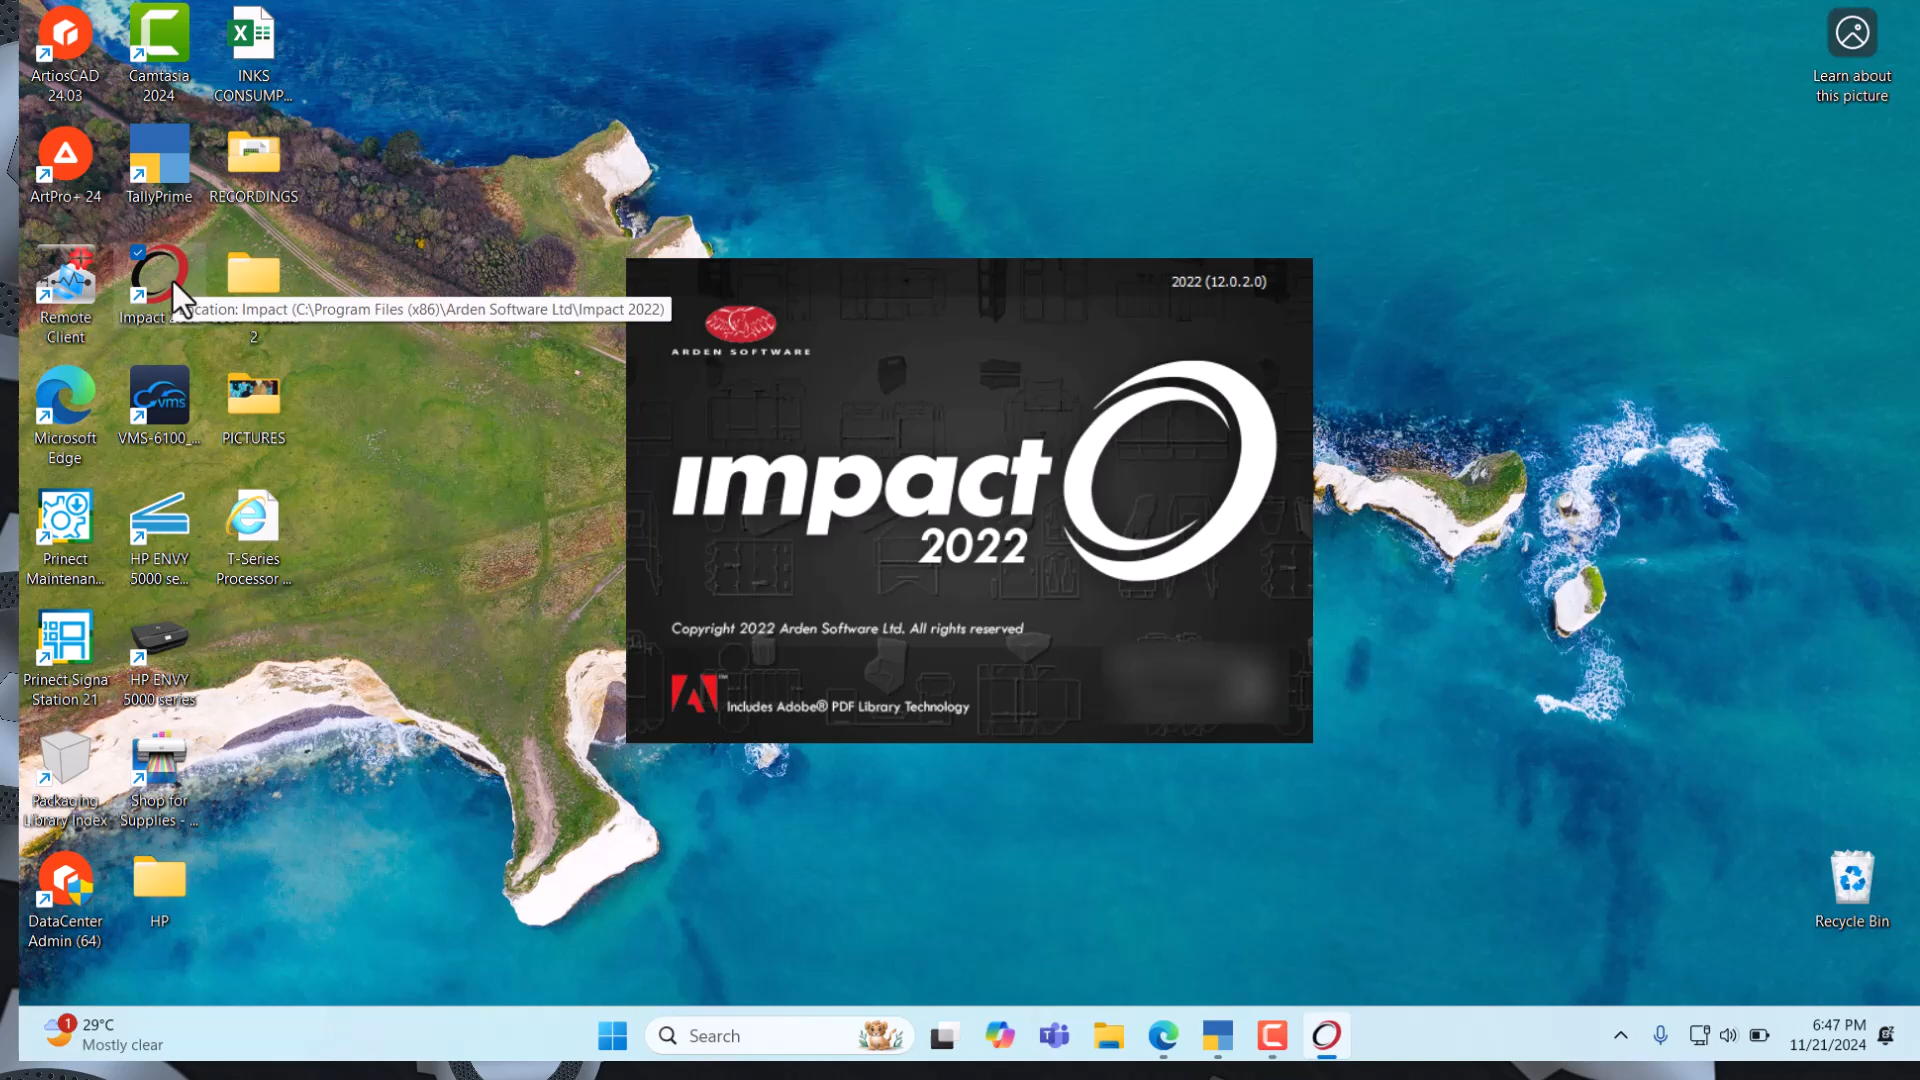 ArtiosCAD
24.03
Camtasia
2024
INKS
CONSUMP...
Learn about
this picture
ArtPro+ 24
TallyPrime
RECORDINGS
Remote
Client
Impact
cation: Impact (C:\Program Files (x86)\Arden Software Ltd\Impact 2022)
2
Microsoft
Edge
vms
VMS-6100_...
PICTURES
Prinect
Maintenan...
HP ENVY
5000 se...
T-Series
Processor ...
Prinect Signa
Station 21
HP ENVY
5000 series
Packaging
Library Index
Shop for
Supplies - ...
DataCenter
Admin (64)
HP
Recycle Bin
2022 (12.0.2.0)
ARDEN SOFTWARE
impact
2022
Copyright 2022 Arden Software Ltd. All rights reserved
Includes Adobe® PDF Library Technology
1
29°C
Mostly clear
Search
6:47 PM
11/21/2024